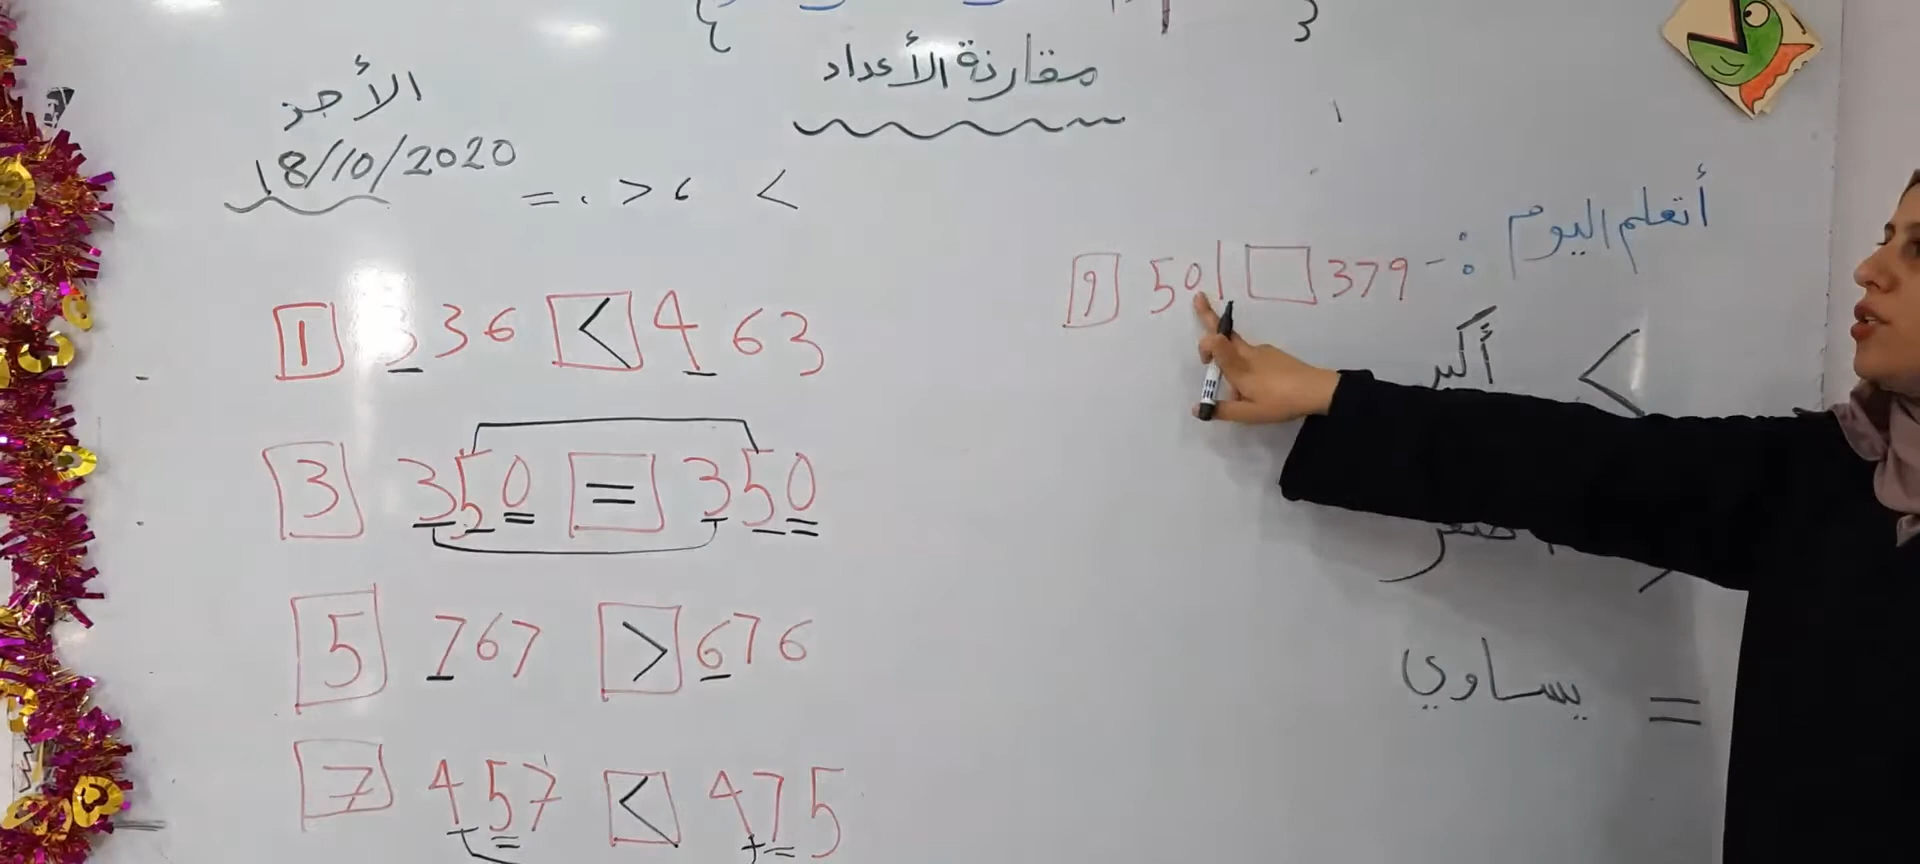 مقارنة الأعداد
الأحد
18/10/2020
= . > ، <
1 336 < 463
3 350 = 350
5 767 > 676
7 457 < 475
أتعلم اليوم :-
9 501 379
أكبر <
يساوي =